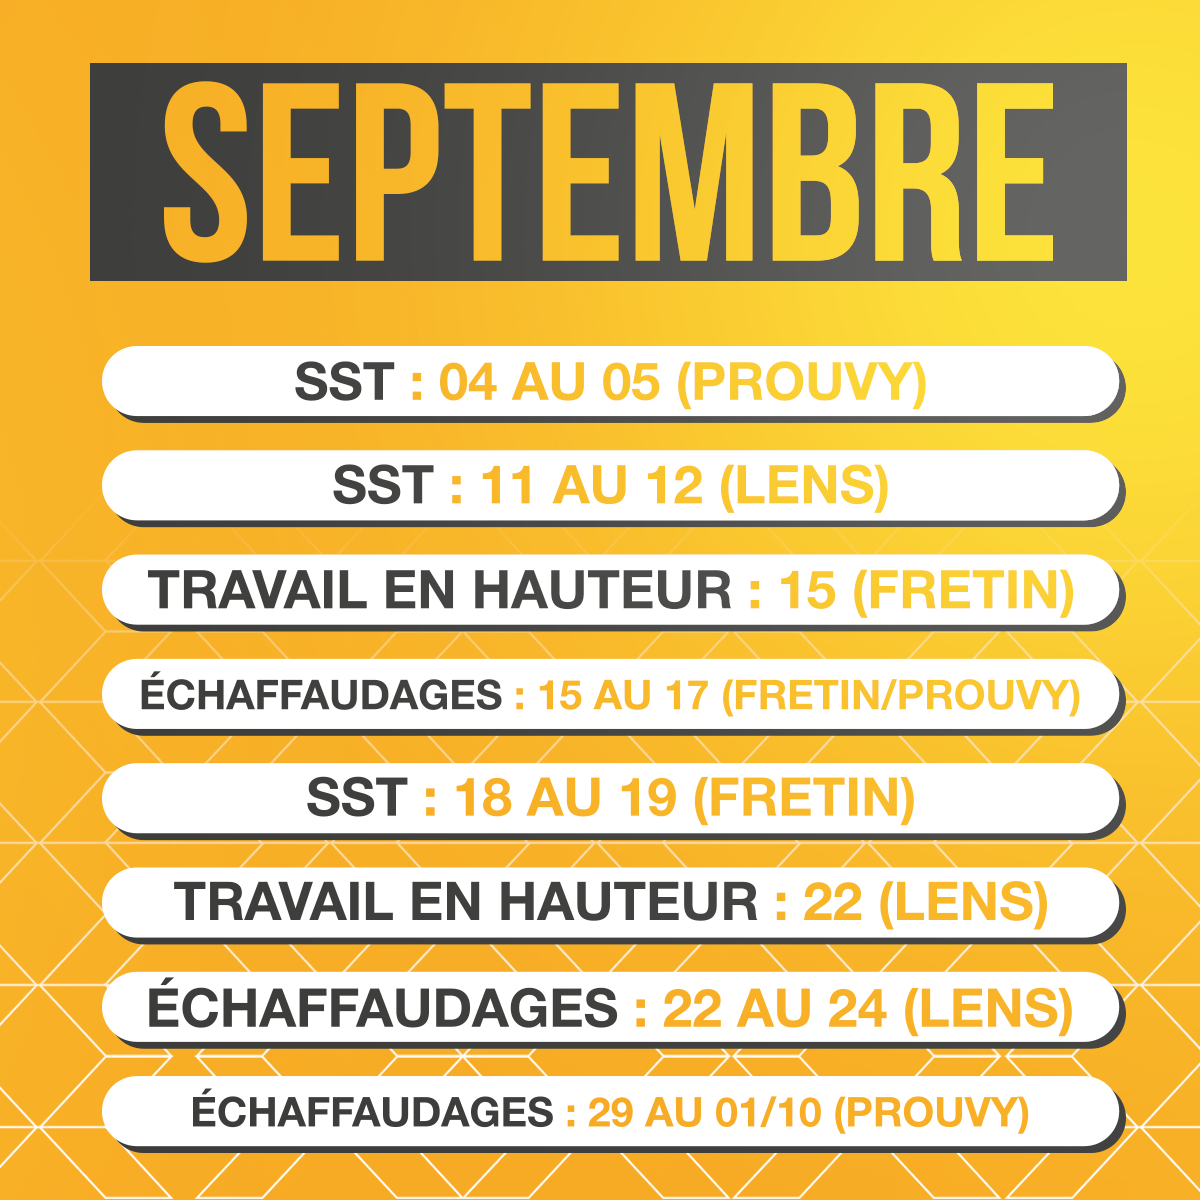 SEPTEMBRE
SST : 04 AU 05 (PROUVY)
SST : 11 AU 12 (LENS)
TRAVAIL EN HAUTEUR : 15 (FRETIN)
ÉCHAFFAUDAGES : 15 AU 17 (FRETIN/PROUVY)
SST : 18 AU 19 (FRETIN)
TRAVAIL EN HAUTEUR : 22 (LENS)
ÉCHAFFAUDAGES : 22 AU 24 (LENS)
ÉCHAFFAUDAGES : 29 AU 01/10 (PROUVY)